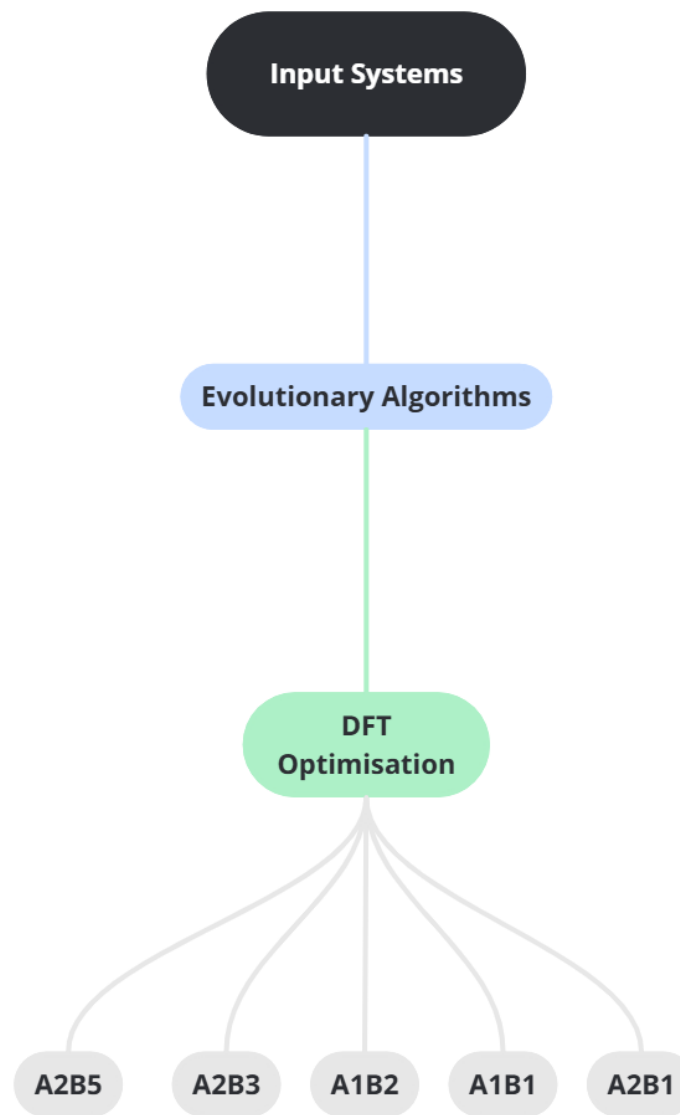 Input Systems
Evolutionary Algorithms
DFT
Optimisation
A2B5
A2B3
A1B2
A1B1
A2B1